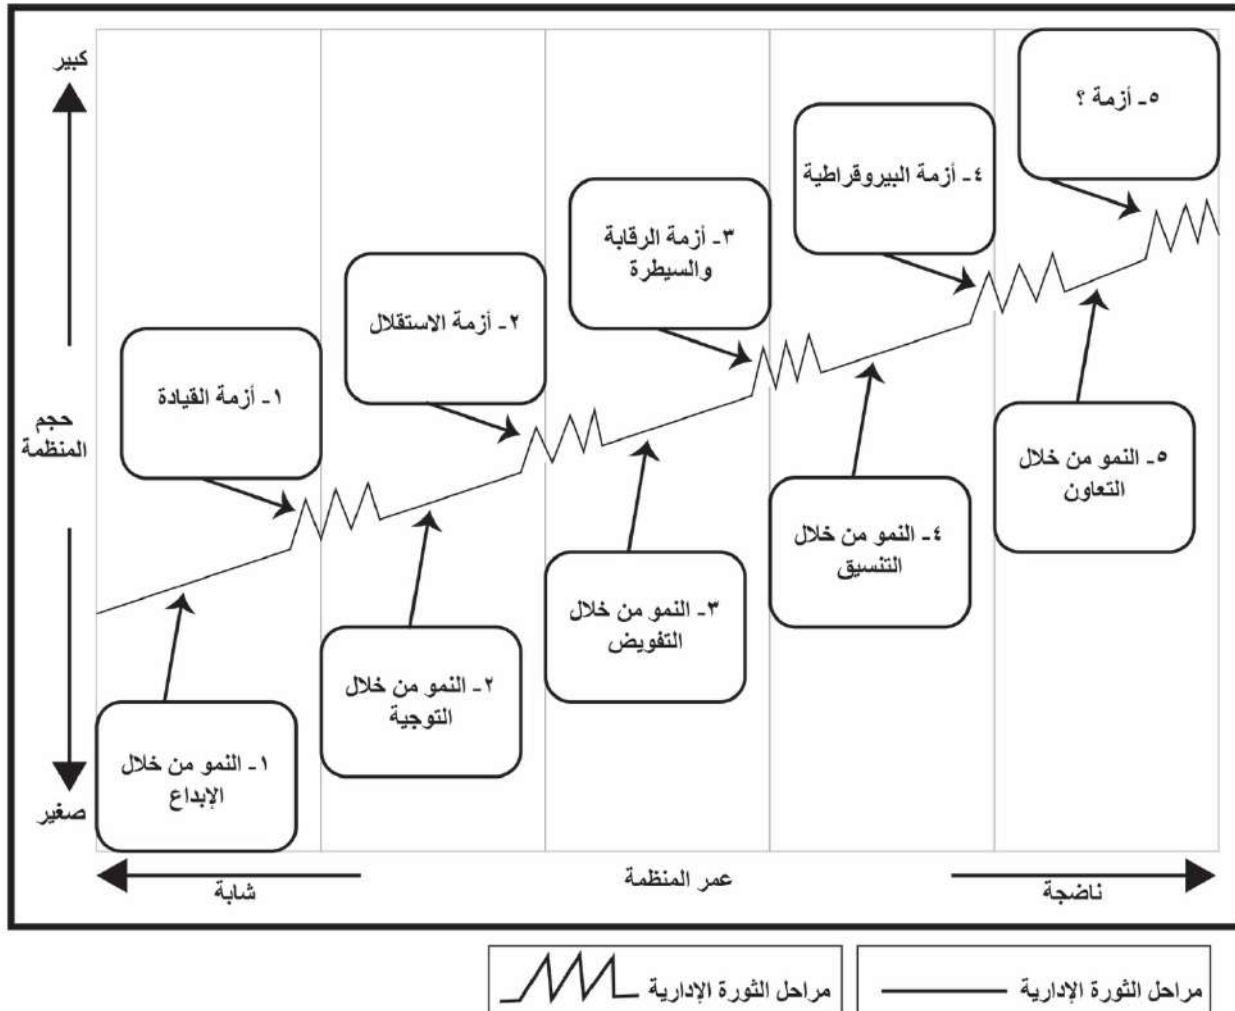 كبير
٥- أزمة ؟
٤- أزمة البيروقراطية
٣- أزمة الرقابة
والسيطرة
٢- أزمة الاستقلال
١- أزمة القيادة
حجم
المنظمة
٥- النمو من خلال
التعاون
٤- النمو من خلال
التنسيق
٣- النمو من خلال
التفويض
٢- النمو من خلال
التوجية
١- النمو من خلال
الإبداع
صغير
ناضجة
عمر المنظمة
شابة
مراحل الثورة الإدارية
مراحل الثورة الإدارية